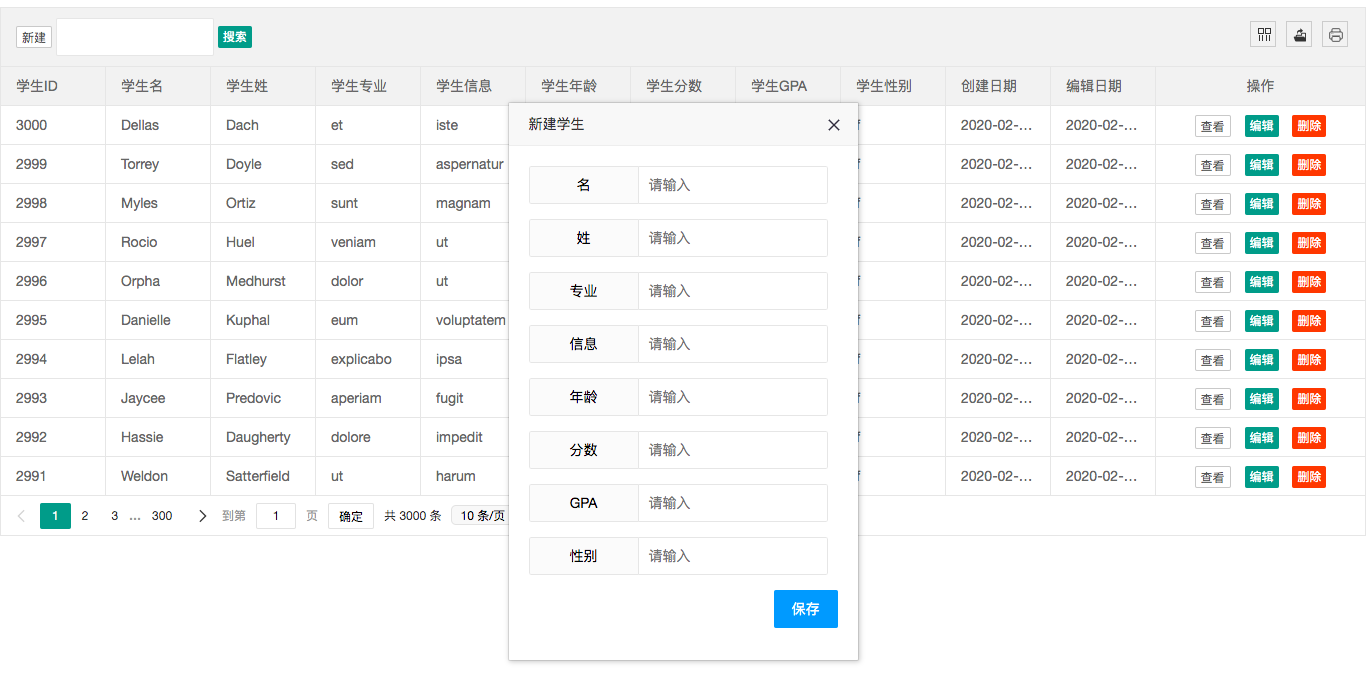 新建 搜索
学生ID 学生名 学生姓 学生专业 学生信息 学生年龄 学生分数 学生GPA 学生性别 创建日期 编辑日期 操作
新建学生
3000 Dellas Dach et iste f 2020-02-... 2020-02-... 查看 编辑 删除
2999 Torrey Doyle sed aspernatur f 2020-02-... 2020-02-... 查看 编辑 删除
名 请输入
2998 Myles Ortiz sunt magnam f 2020-02-... 2020-02-... 查看 编辑 删除
姓 请输入
2997 Rocio Huel veniam ut f 2020-02-... 2020-02-... 查看 编辑 删除
2996 Orpha Medhurst dolor ut f 2020-02-... 2020-02-... 查看 编辑 删除
专业 请输入
2995 Danielle Kuphal eum voluptatem f 2020-02-... 2020-02-... 查看 编辑 删除
信息 请输入
2994 Lelah Flatley explicabo ipsa f 2020-02-... 2020-02-... 查看 编辑 删除
年龄 请输入
2993 Jaycee Predovic aperiam fugit f 2020-02-... 2020-02-... 查看 编辑 删除
2992 Hassie Daugherty dolore impedit f 2020-02-... 2020-02-... 查看 编辑 删除
分数 请输入
2991 Weldon Satterfield ut harum f 2020-02-... 2020-02-... 查看 编辑 删除
GPA 请输入
1 2 3 ... 300 到第 1 页 确定 共 3000 条 10 条/页
性别 请输入
保存